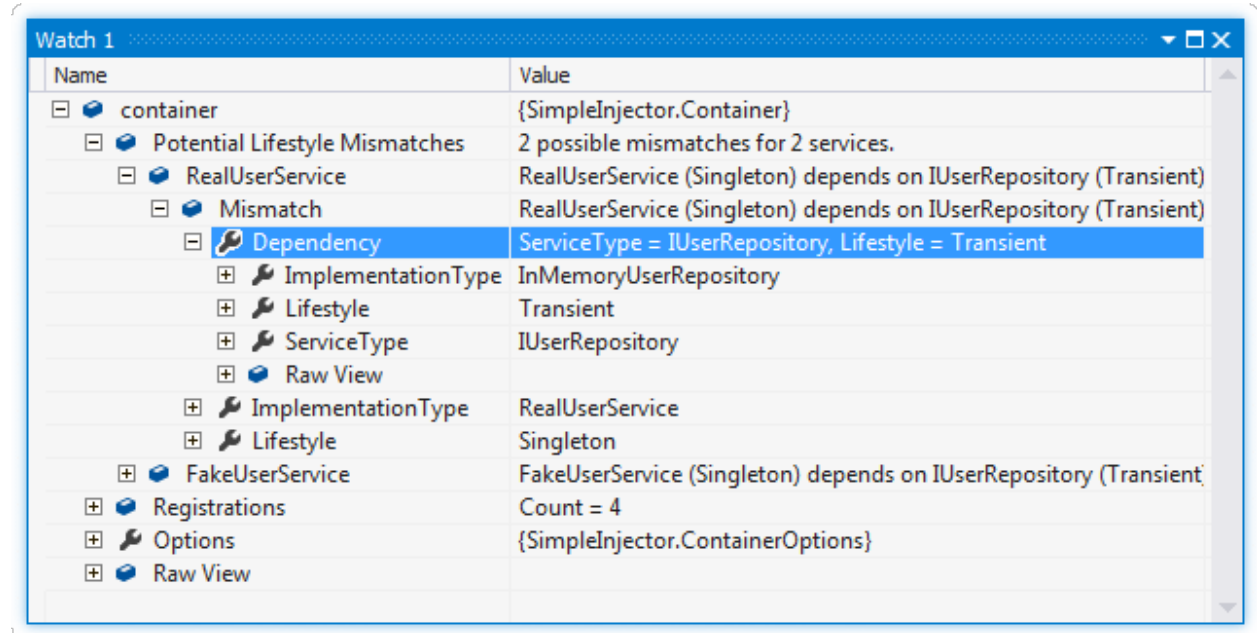 Watch 1
Name Value
container {SimpleInjector.Container}
Potential Lifestyle Mismatches 2 possible mismatches for 2 services.
RealUserService RealUserService (Singleton) depends on IUserRepository (Transient)
Mismatch RealUserService (Singleton) depends on IUserRepository (Transient)
Dependency ServiceType = IUserRepository, Lifestyle = Transient
ImplementationType InMemoryUserRepository
Lifestyle Transient
ServiceType IUserRepository
Raw View
ImplementationType RealUserService
Lifestyle Singleton
FakeUserService FakeUserService (Singleton) depends on IUserRepository (Transient)
Registrations Count = 4
Options {SimpleInjector.ContainerOptions}
Raw View